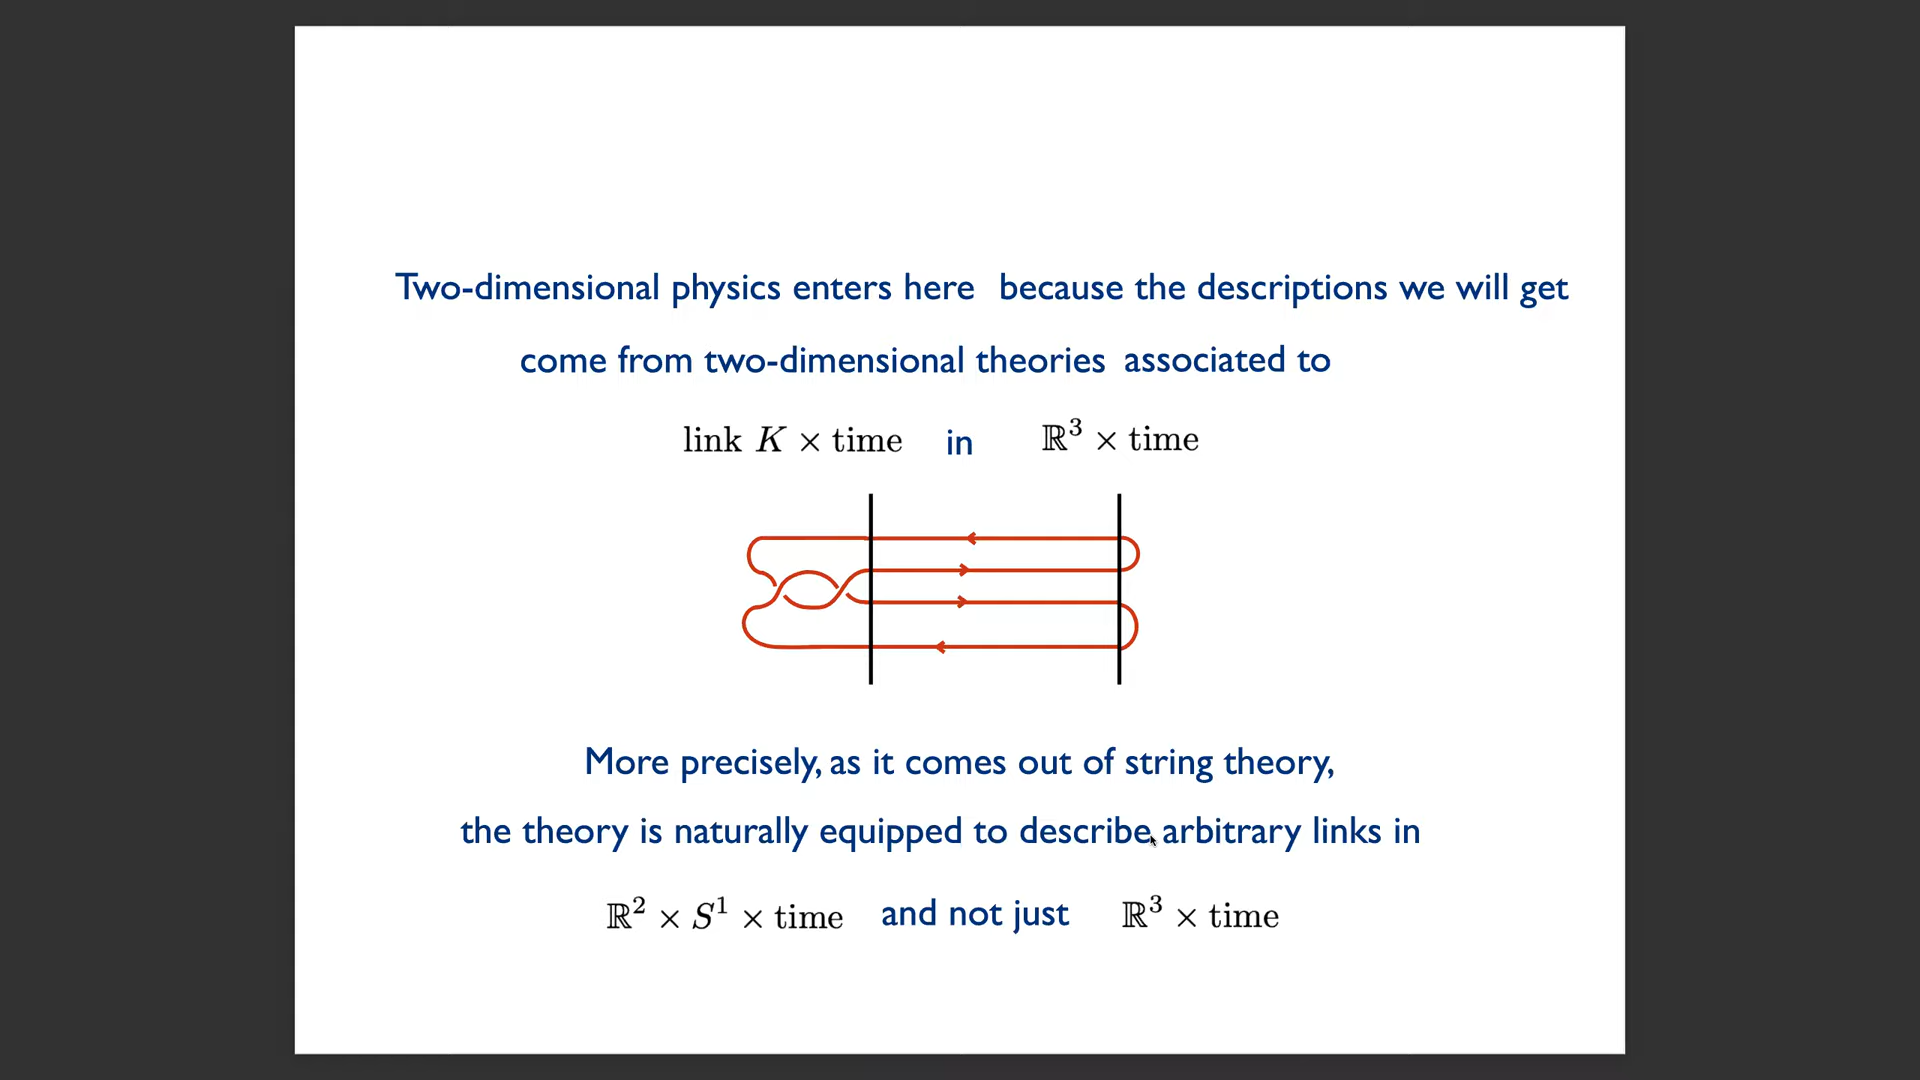 Two-dimensional physics enters here because the descriptions we will get
come from two-dimensional theories associated to
link K × time in ℝ³ × time
More precisely, as it comes out of string theory,
the theory is naturally equipped to describe arbitrary links in
ℝ² × S¹ × time and not just ℝ³ × time